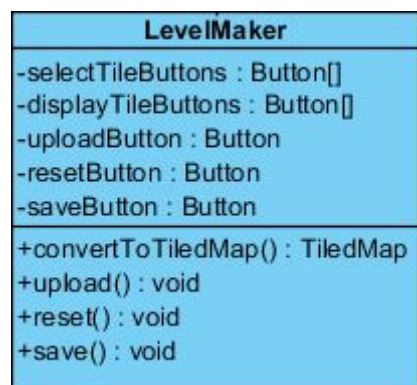 LevelMaker
-selectTileButtons : Button[]
-displayTileButtons : Button[]
-uploadButton : Button
-resetButton : Button
-saveButton : Button
+convertToTiledMap() : TiledMap
+upload() : void
+reset() : void
+save() : void